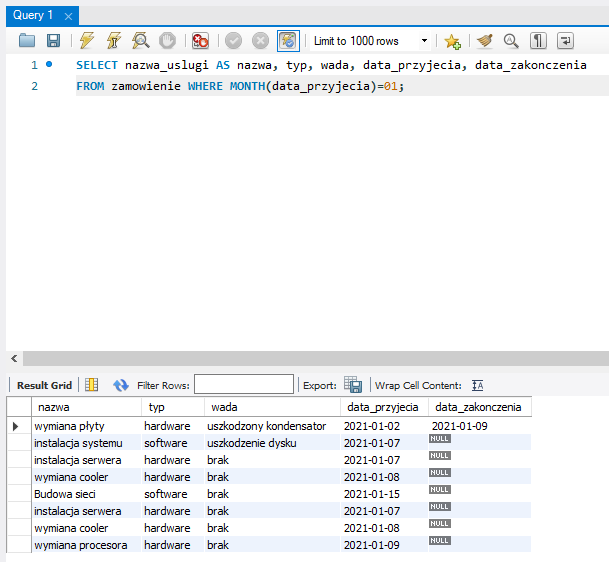 Query 1
Limit to 1000 rows
1 SELECT nazwa_uslugi AS nazwa, typ, wada, data_przyjecia, data_zakonczenia
2 FROM zamowienie WHERE MONTH(data_przyjecia)=01;
Result Grid Filter Rows: Export: Wrap Cell Content:
nazwa typ wada data_przyjecia data_zakonczenia
wymiana płyty hardware uszkodzony kondensator 2021-01-02 2021-01-09
instalacja systemu software uszkodzenie dysku 2021-01-07 NULL
instalacja serwera hardware brak 2021-01-07 NULL
wymiana cooler hardware brak 2021-01-08 NULL
Budowa sieci software brak 2021-01-15 NULL
instalacja serwera hardware brak 2021-01-07 NULL
wymiana cooler hardware brak 2021-01-08 NULL
wymiana procesora hardware brak 2021-01-09 NULL